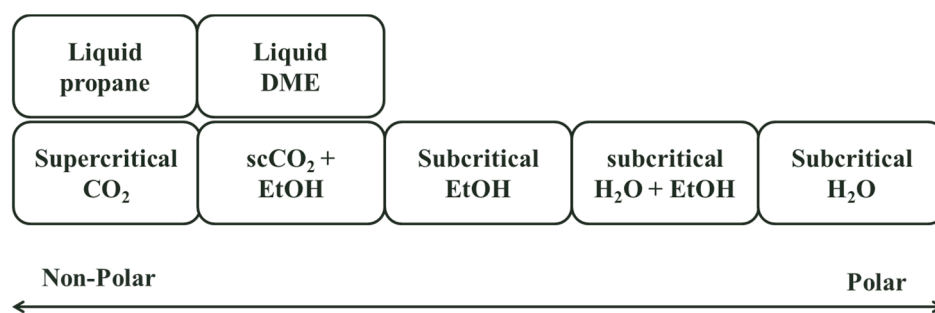 Liquid propane
Liquid DME
Supercritical CO₂
scCO₂ + EtOH
Subcritical EtOH
subcritical H₂O + EtOH
Subcritical H₂O
Non-Polar
Polar